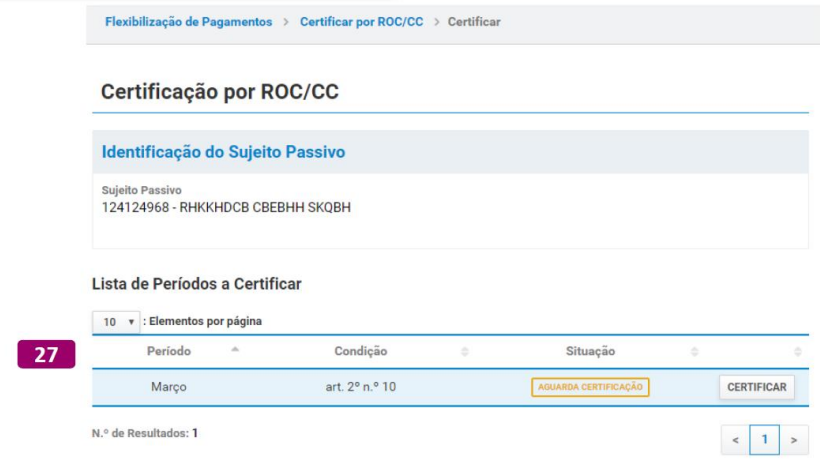 Flexibilização de Pagamentos > Certificar por ROC/CC > Certificar
Certificação por ROC/CC
Identificação do Sujeito Passivo
Sujeito Passivo
124124968 - RHKKHDCB CBEBHH SKQBH
Lista de Períodos a Certificar
10 : Elementos por página
27
Período Condição Situação
Março art. 2º n.º 10 AGUARDA CERTIFICAÇÃO CERTIFICAR
N.º de Resultados: 1
< 1 >